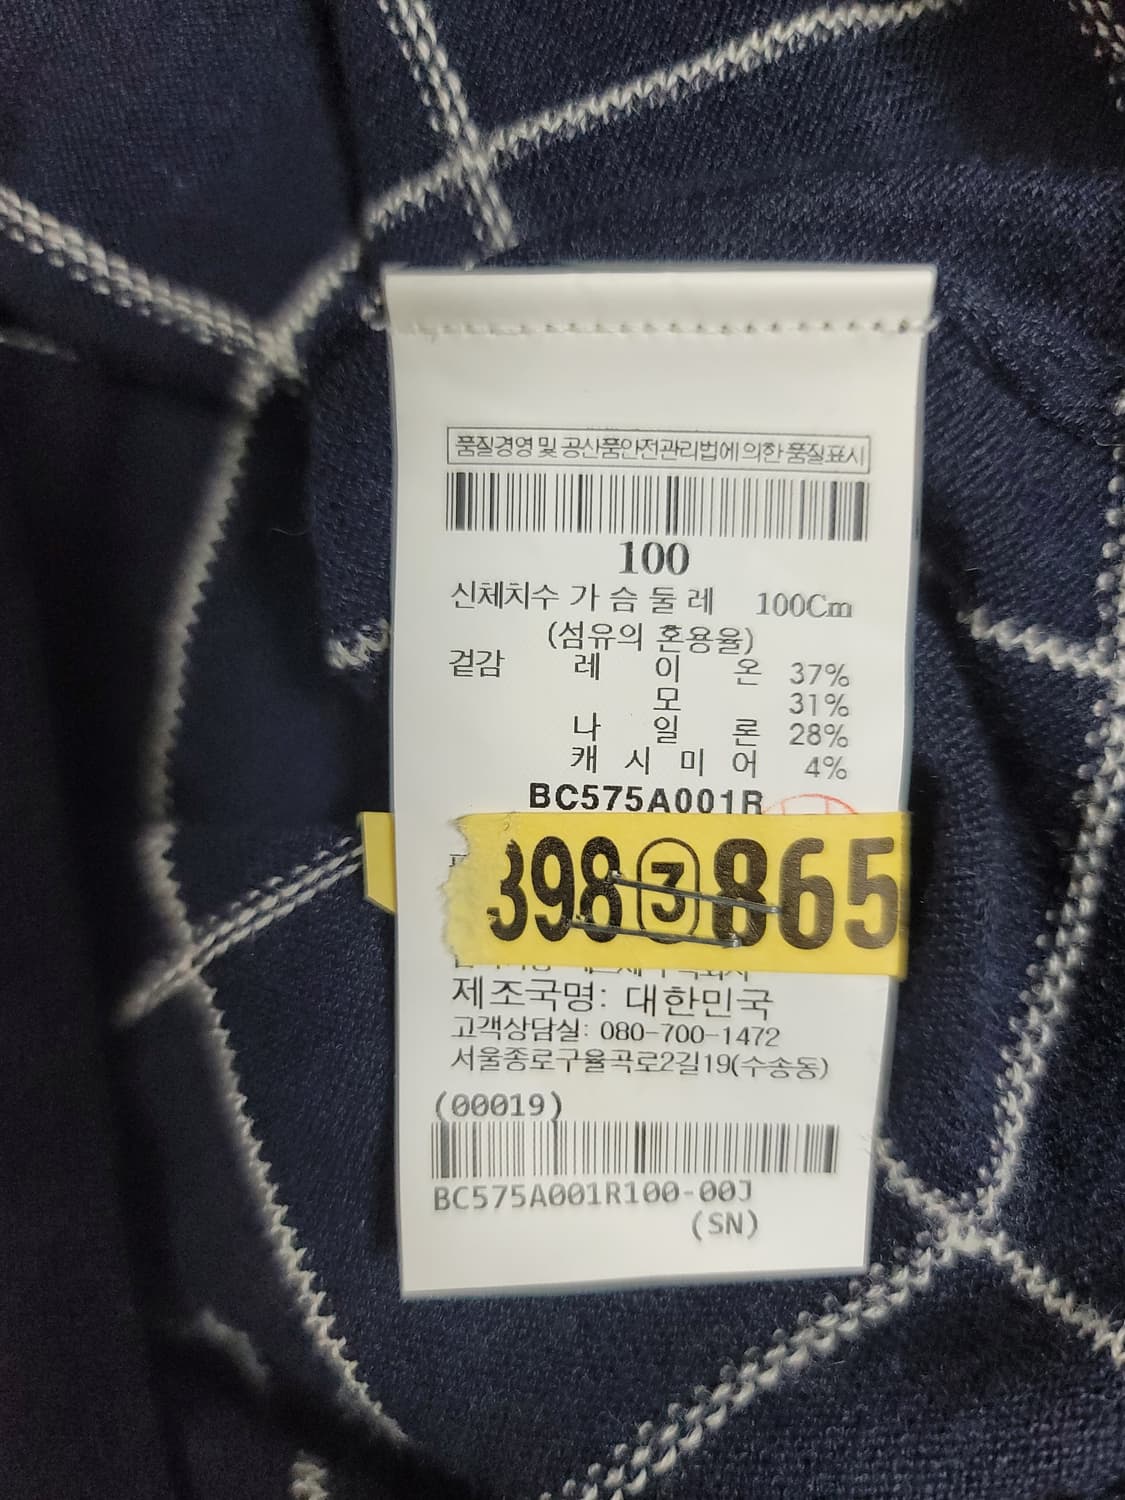 품질경영 및 공산품안전관리법에 의한 품질표시
100
신체치수 가 슴 둘 레 100Cm
(섬유의 혼용율)
겉감 레 이 온 37%
모 31%
나 일 론 28%
캐 시 미 어 4%
BC575A001R
398 3 865
제조국명: 대한민국
고객상담실: 080-700-1472
서울종로구율곡로2길19(수송동)
(00019)
BC575A001R100-00J
(SN)